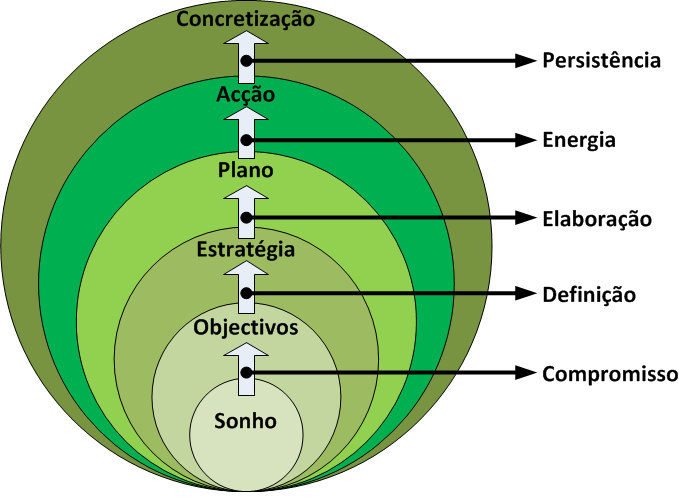 Concretização
Persistência
Acção
Energia
Plano
Elaboração
Estratégia
Definição
Objectivos
Compromisso
Sonho